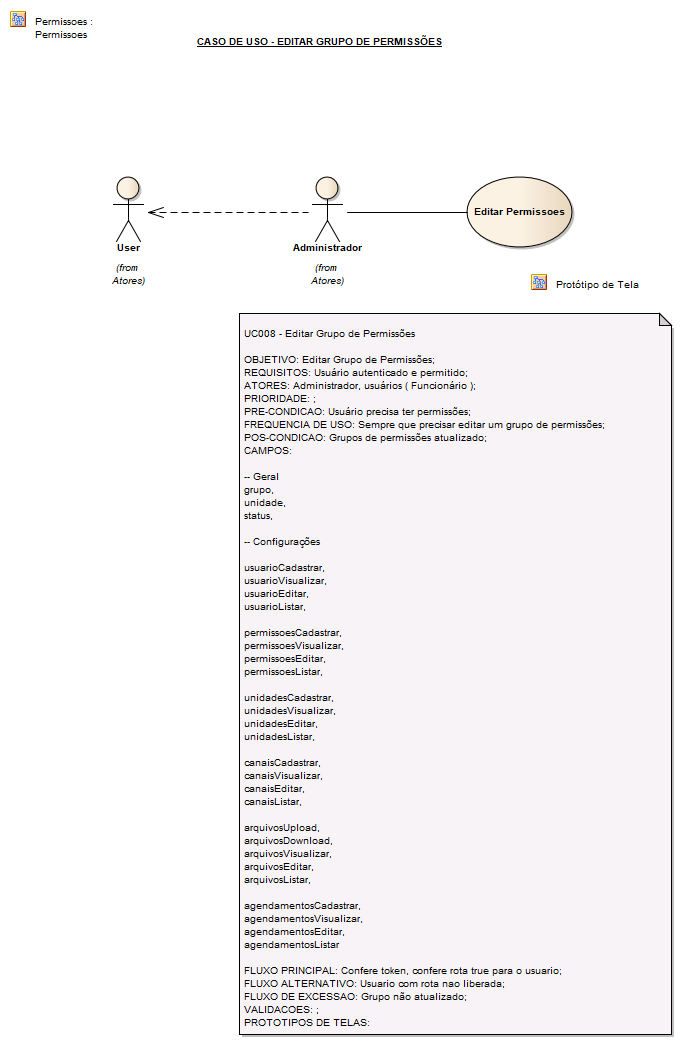 Permissoes :
Permissoes
CASO DE USO - EDITAR GRUPO DE PERMISSÕES
User
(from
Atores)
Administrador
(from
Atores)
Editar Permissoes
Protótipo de Tela
UC008 - Editar Grupo de Permissões
OBJETIVO: Editar Grupo de Permissões;
REQUISITOS: Usuário autenticado e permitido;
ATORES: Administrador, usuários ( Funcionário );
PRIORIDADE: ;
PRE-CONDICAO: Usuário precisa ter permissões;
FREQUENCIA DE USO: Sempre que precisar editar um grupo de permissões;
POS-CONDICAO: Grupos de permissões atualizado;
CAMPOS:
-- Geral
grupo,
unidade,
status,
-- Configurações
usuarioCadastrar,
usuarioVisualizar,
usuarioEditar,
usuarioListar,
permissoesCadastrar,
permissoesVisualizar,
permissoesEditar,
permissoesListar,
unidadesCadastrar,
unidadesVisualizar,
unidadesEditar,
unidadesListar,
canaisCadastrar,
canaisVisualizar,
canaisEditar,
canaisListar,
arquivosUpload,
arquivosDownload,
arquivosVisualizar,
arquivosEditar,
arquivosListar,
agendamentosCadastrar,
agendamentosVisualizar,
agendamentosEditar,
agendamentosListar
FLUXO PRINCIPAL: Confere token, confere rota true para o usuario;
FLUXO ALTERNATIVO: Usuario com rota nao liberada;
FLUXO DE EXCESSAO: Grupo não atualizado;
VALIDACOES: ;
PROTOTIPOS DE TELAS: